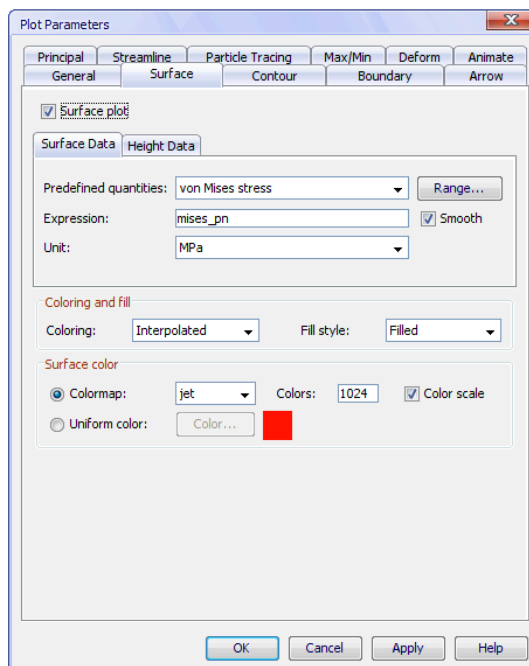 Plot Parameters
Principal Streamline Particle Tracing Max/Min Deform Animate
General Surface Contour Boundary Arrow
Surface plot
Surface Data Height Data
Predefined quantities: von Mises stress Range...
Expression: mises_pn Smooth
Unit: MPa
Coloring and fill
Coloring: Interpolated Fill style: Filled
Surface color
Colormap: jet Colors: 1024 Color scale
Uniform color: Color...
OK Cancel Apply Help